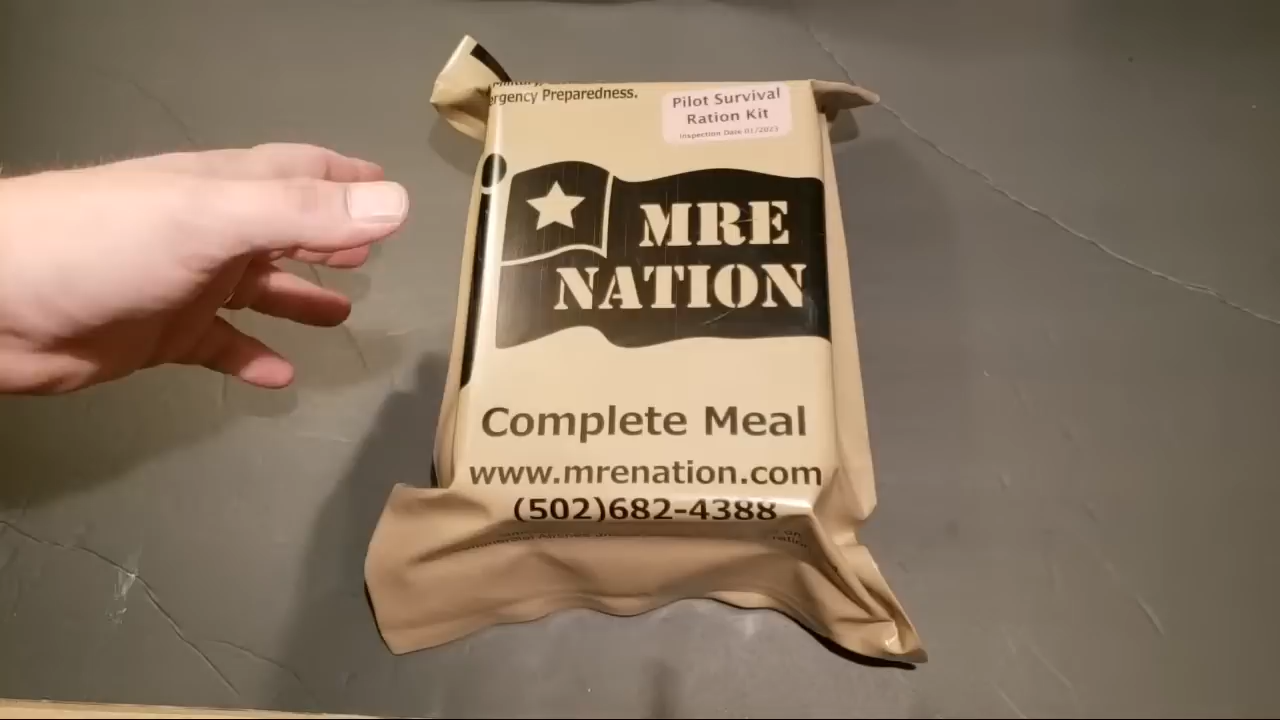 Military,
ergency Preparedness.
Pilot Survival
Ration Kit
Inspection Date 01/2023
MRE
NATION
Complete Meal
www.mrenation.com
(502)682-4388